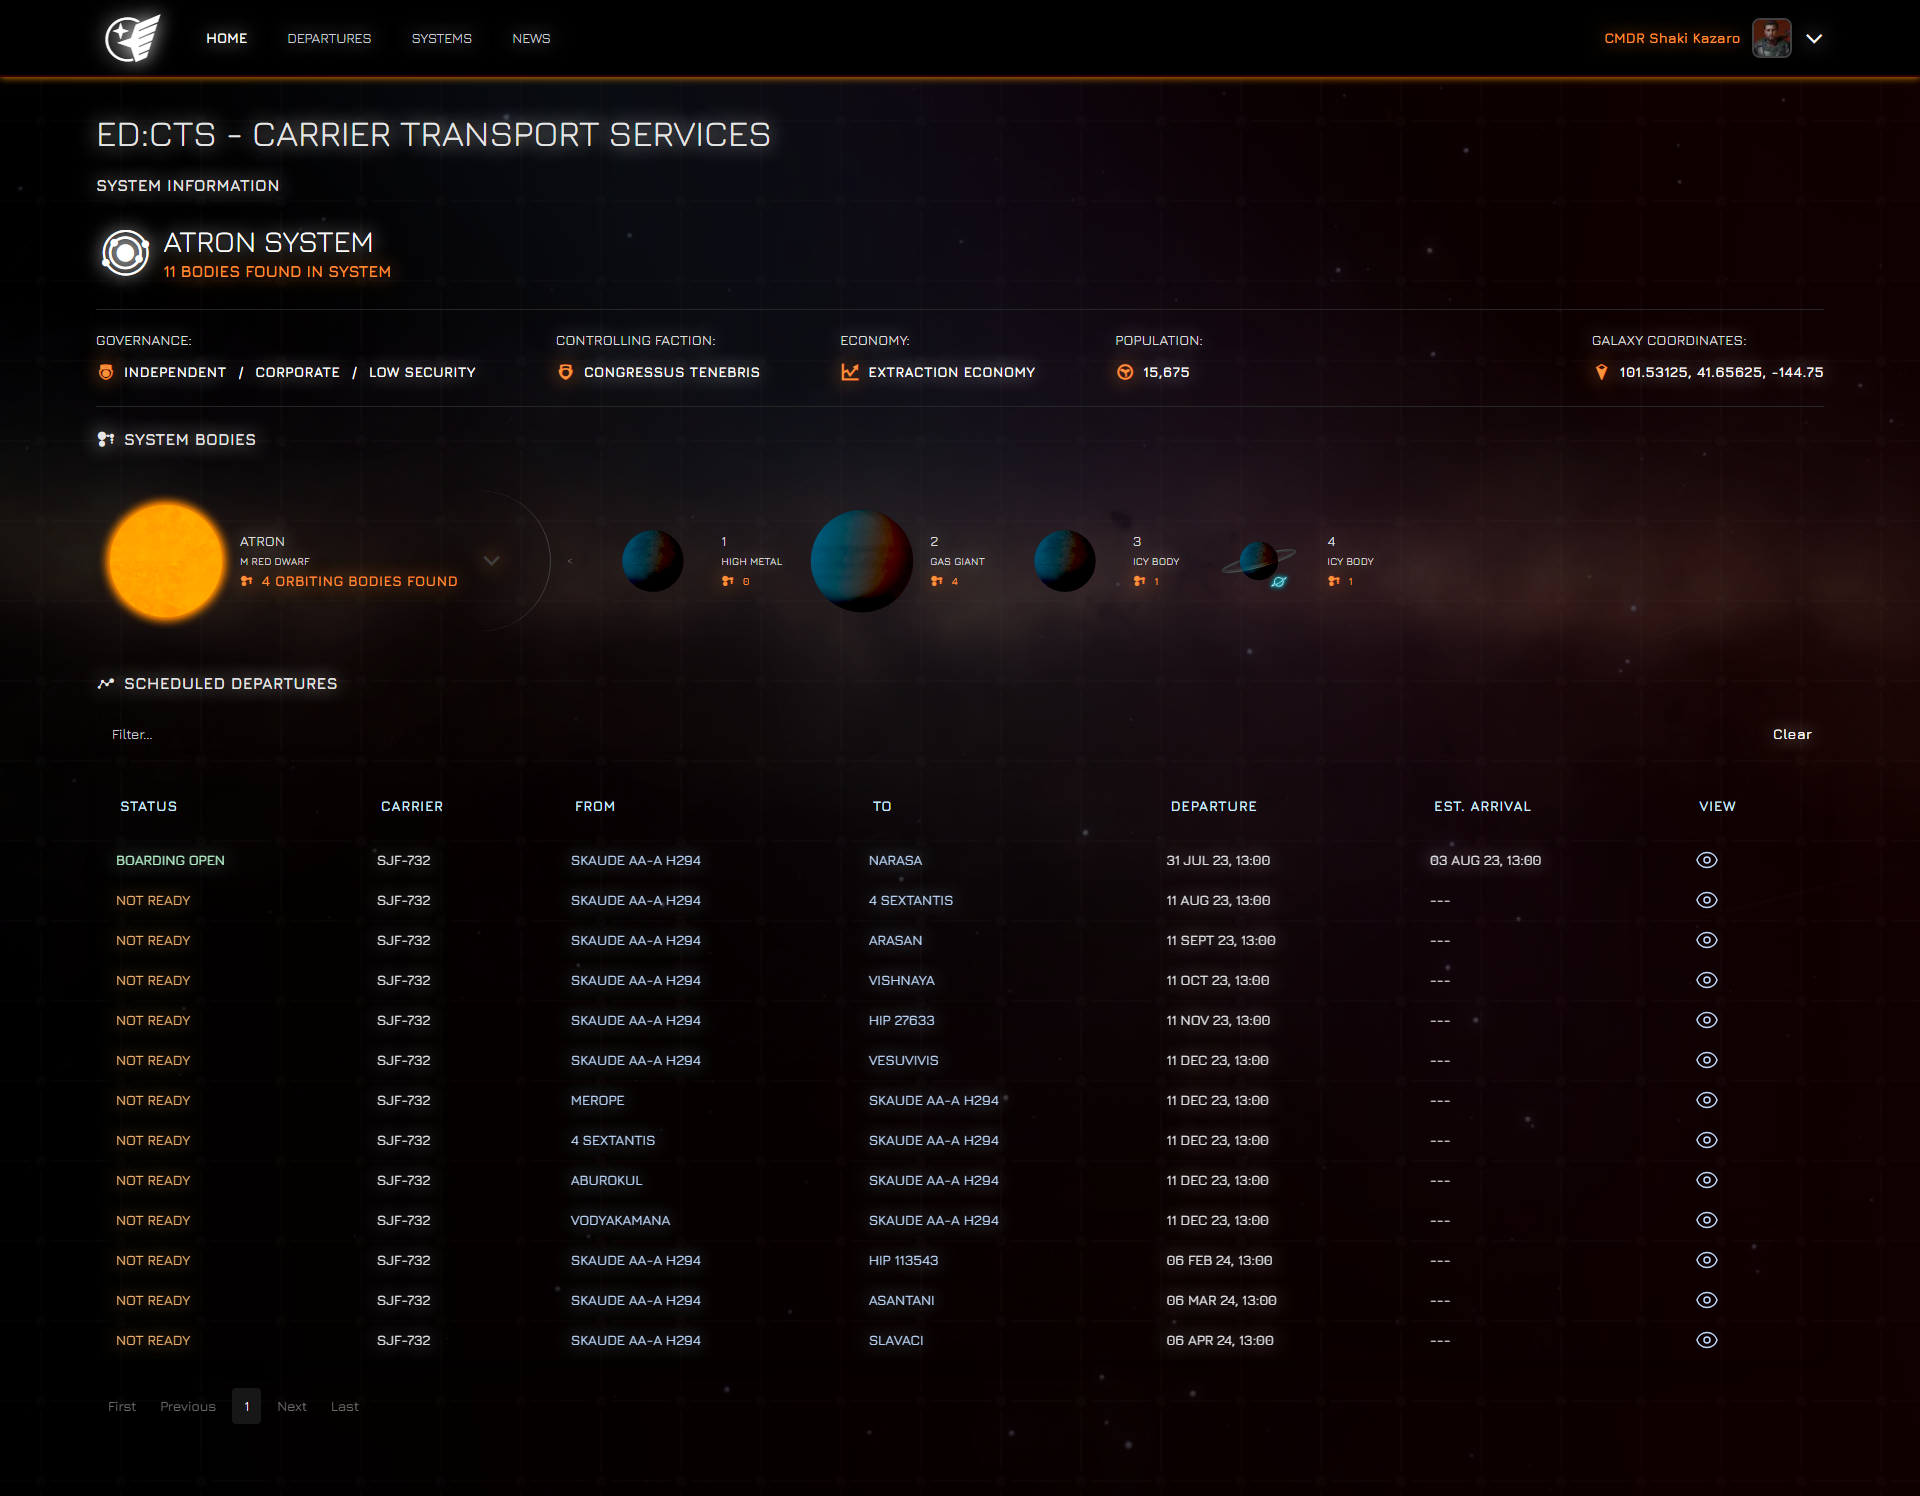 HOME DEPARTURES SYSTEMS NEWS CMDR Shaki Kazaro
ED:CTS - CARRIER TRANSPORT SERVICES
SYSTEM INFORMATION
ATRON SYSTEM
11 BODIES FOUND IN SYSTEM
GOVERNANCE: CONTROLLING FACTION: ECONOMY: POPULATION: GALAXY COORDINATES:
INDEPENDENT / CORPORATE / LOW SECURITY CONGRESSUS TENEBRIS EXTRACTION ECONOMY 15,675 101.53125, 41.65625, -144.75
SYSTEM BODIES
ATRON 1 2 3 4
M RED DWARF < HIGH METAL GAS GIANT ICY BODY ICY BODY
4 ORBITING BODIES FOUND 0 4 1 1
SCHEDULED DEPARTURES
Filter... Clear
STATUS CARRIER FROM TO DEPARTURE EST. ARRIVAL VIEW
BOARDING OPEN SJF-732 SKAUDE AA-A H294 NARASA 31 JUL 23, 13:00 03 AUG 23, 13:00
NOT READY SJF-732 SKAUDE AA-A H294 4 SEXTANTIS 11 AUG 23, 13:00 ---
NOT READY SJF-732 SKAUDE AA-A H294 ARASAN 11 SEPT 23, 13:00 ---
NOT READY SJF-732 SKAUDE AA-A H294 VISHNAYA 11 OCT 23, 13:00 ---
NOT READY SJF-732 SKAUDE AA-A H294 HIP 27633 11 NOV 23, 13:00 ---
NOT READY SJF-732 SKAUDE AA-A H294 VESUVIVIS 11 DEC 23, 13:00 ---
NOT READY SJF-732 MEROPE SKAUDE AA-A H294 11 DEC 23, 13:00 ---
NOT READY SJF-732 4 SEXTANTIS SKAUDE AA-A H294 11 DEC 23, 13:00 ---
NOT READY SJF-732 ABUROKUL SKAUDE AA-A H294 11 DEC 23, 13:00 ---
NOT READY SJF-732 VODYAKAMANA SKAUDE AA-A H294 11 DEC 23, 13:00 ---
NOT READY SJF-732 SKAUDE AA-A H294 HIP 113543 06 FEB 24, 13:00 ---
NOT READY SJF-732 SKAUDE AA-A H294 ASANTANI 06 MAR 24, 13:00 ---
NOT READY SJF-732 SKAUDE AA-A H294 SLAVACI 06 APR 24, 13:00 ---
First Previous 1 Next Last